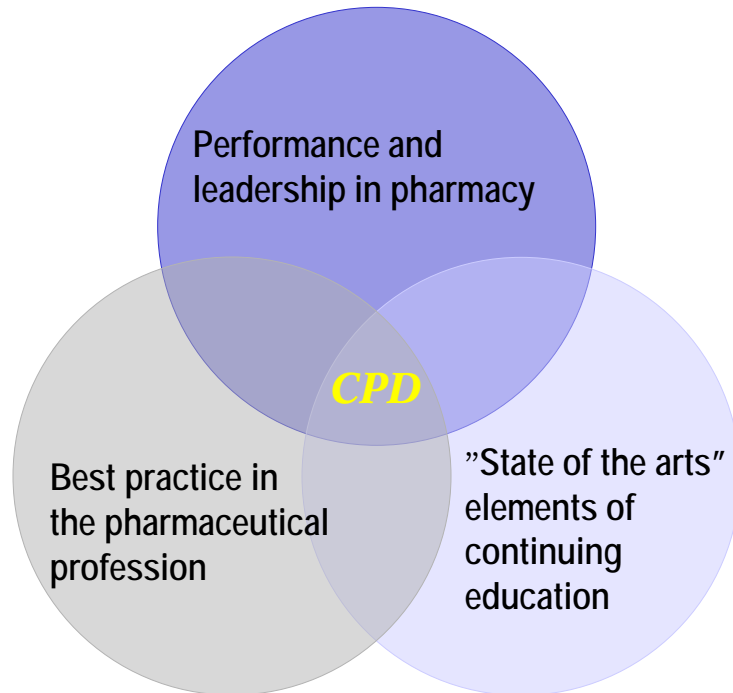 Performance and
leadership in pharmacy
CPD
Best practice in
the pharmaceutical
profession
”State of the arts”
elements of
continuing
education